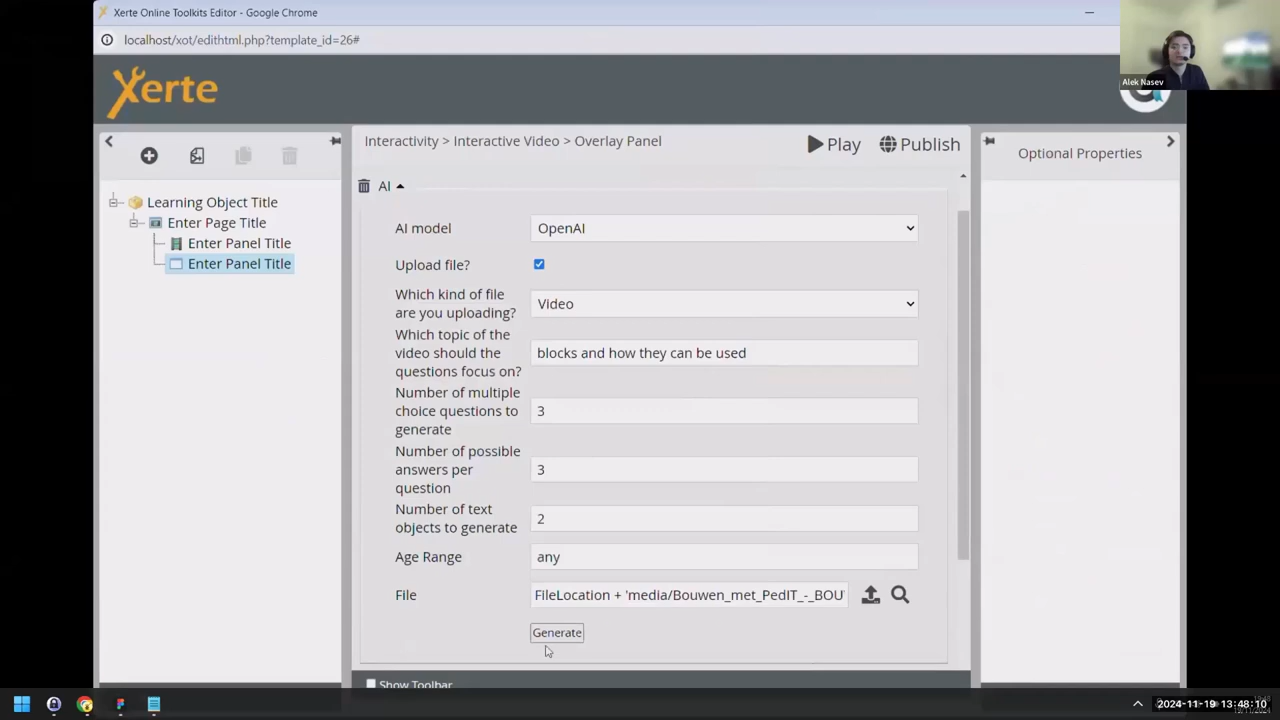 Xerte Online Toolkits Editor - Google Chrome
localhost/xot/edithtml.php?template_id=26#
Alek Nasev
Xerte
Interactivity > Interactive Video > Overlay Panel
Play
Publish
Optional Properties
Learning Object Title
Enter Page Title
Enter Panel Title
Enter Panel Title
AI
AI model
OpenAI
Upload file?
Which kind of file
are you uploading?
Video
Which topic of the
video should the
questions focus on?
blocks and how they can be used
Number of multiple
choice questions to
generate
3
Number of possible
answers per
question
3
Number of text
objects to generate
2
Age Range
any
File
FileLocation + 'media/Bouwen_met_PedIT_-_BOU
Generate
Show Toolbar
2024-11-19 13:48:10